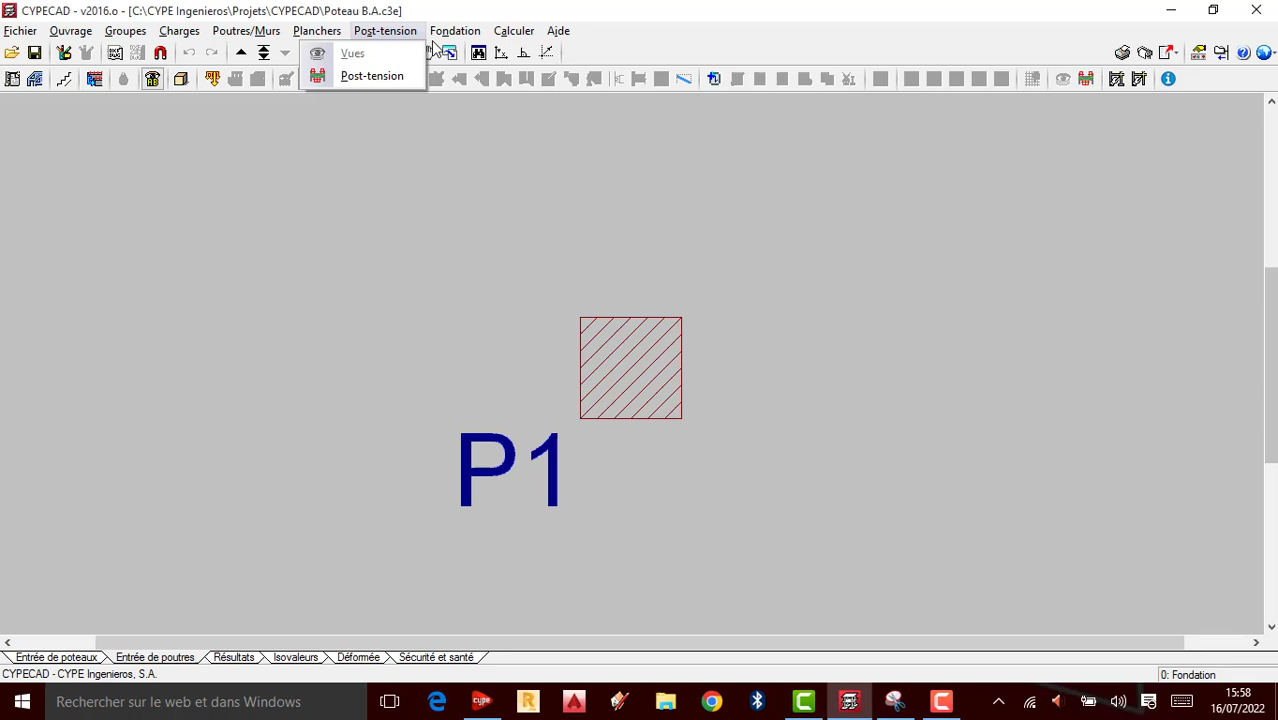 CYPECAD - v2016.o - [C:\CYPE Ingenieros\Projets\CYPECAD\Poteau B.A.c3e]
Fichier Ouvrage Groupes Charges Poutres/Murs Planchers Post-tension Fondation Calculer Aide
Vues
Post-tension
P1
Entrée de poteaux Entrée de poutres Résultats Isovaleurs Déformée Sécurité et santé
CYPECAD - CYPE Ingenieros, S.A. 0: Fondation
Rechercher sur le web et dans Windows
15:58
16/07/2022